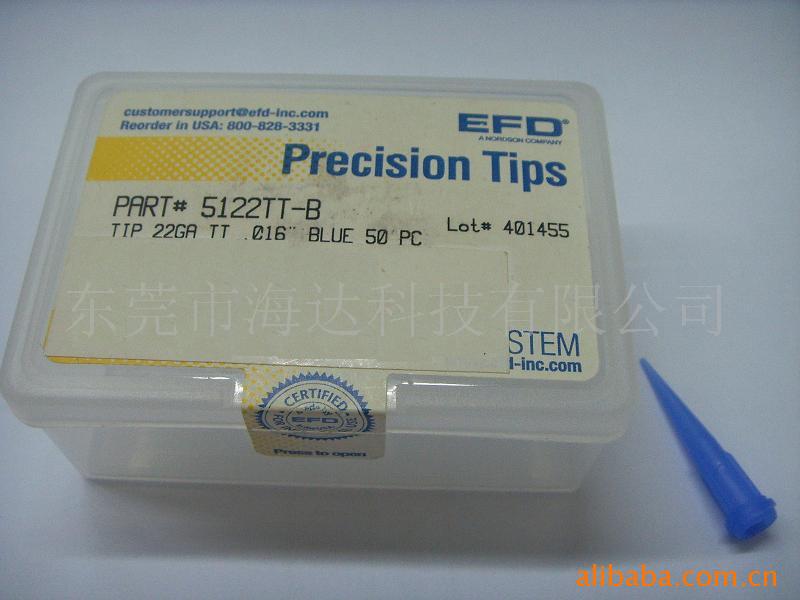 customersupport@efd-inc.com
Reorder in USA: 800-828-3331
EFD®
A NORDSON COMPANY
Precision Tips
PART# 5122TT-B
Lot# 401455
TIP 22GA TT .016" BLUE 50 PC
东莞市海达科技有限公司
STEM
d-inc.com
CERTIFIED
EFD
Press to open
alibaba.com.cn